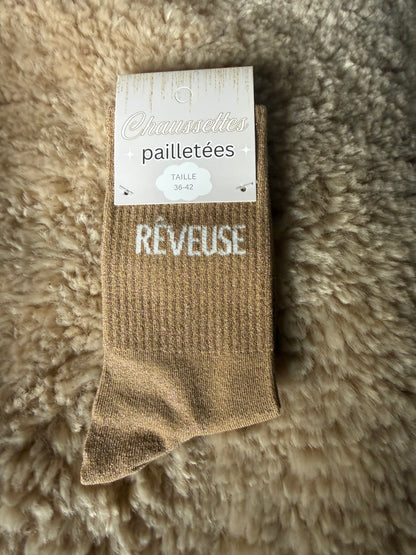 Chaussettes
pailletées
TAILLE
36-42
RÊVEUSE